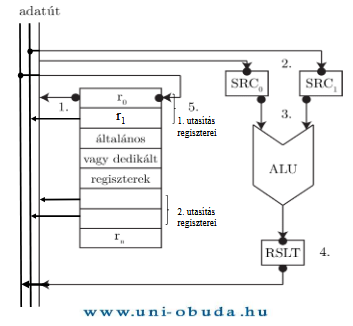 adatút
2.
SRC₀
SRC₁
1.
r₀
5.
r₁
1. utasítás
regiszterei
3.
általános
vagy dedikált
regiszterek
ALU
2. utasítás
regiszterei
rₙ
RSLT
4.
www.uni-obuda.hu